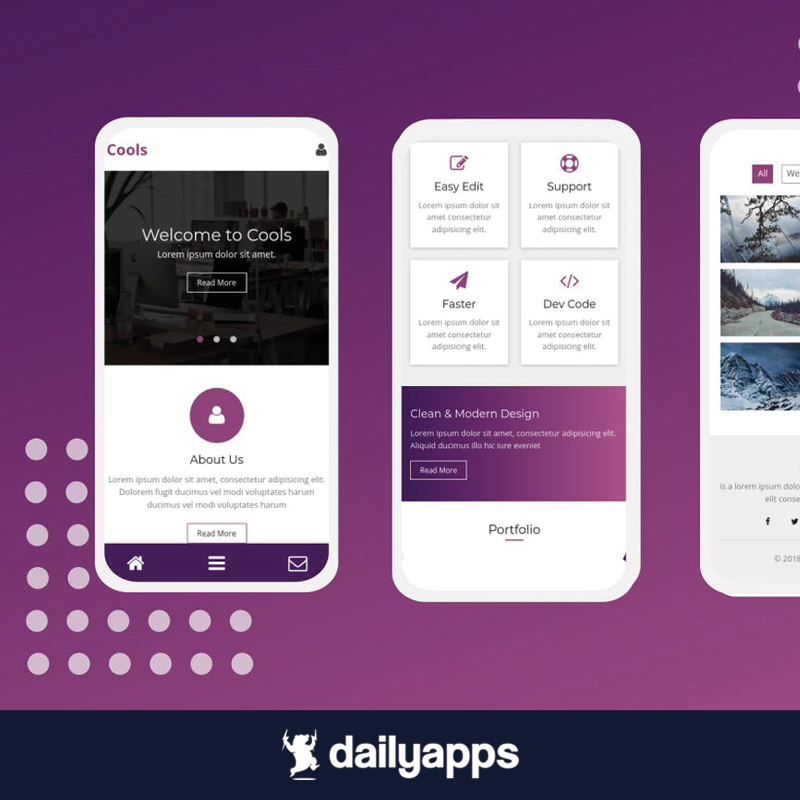 Cools
Welcome to Cools
Lorem ipsum dolor sit amet.
Read More
About Us
Lorem ipsum dolor sit amet, consectetur adipisicing elit.
Dolorem fugit ducimus vel modi voluptates harum
ducimus vel modi voluptates harum
Read More
Easy Edit
Lorem ipsum dolor sit
amet consectetur
adipisicing elit.
Support
Lorem ipsum dolor sit
amet consectetur
adipisicing elit.
Faster
Lorem ipsum dolor sit
amet consectetur
adipisicing elit.
Dev Code
Lorem ipsum dolor sit
amet consectetur
adipisicing elit.
Clean & Modern Design
Lorem ipsum dolor sit amet, consectetur adipisicing elit.
Aliquid ducimus illo hic iure eveniet
Read More
Portfolio
All
We
is a lorem ipsum dolo
elit conse
© 2018
dailyapps